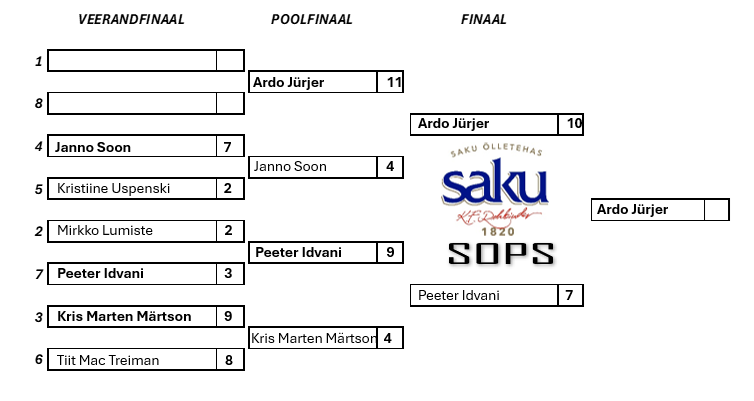 VEERANDFINAAL POOLFINAAL FINAAL
1
Ardo Jürjer 11
8
Ardo Jürjer 10
4 Janno Soon 7
SAKU ÕLLETEHAS
Janno Soon 4
saku
5 Kristiine Uspenski 2
Ardo Jürjer
1820
2 Mirkko Lumiste 2
SOPS
Peeter Idvani 9
7 Peeter Idvani 3
Peeter Idvani 7
3 Kris Marten Märtson 9
Kris Marten Märtson 4
6 Tiit Mac Treiman 8